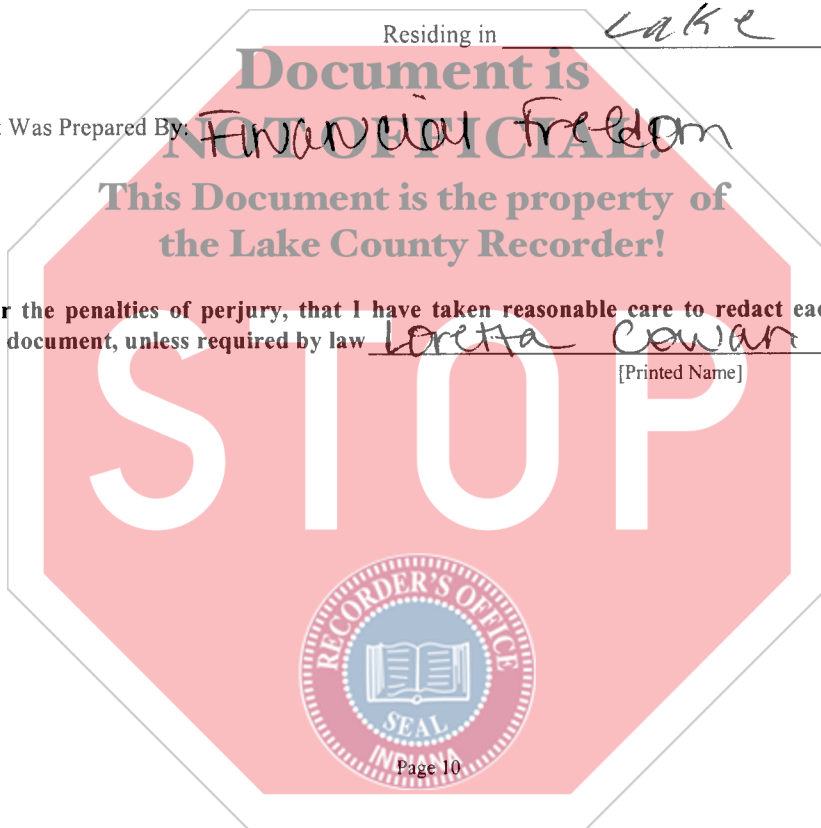 Residing in Lake
Document is
t Was Prepared By: Financial Freedom
NOT OFFICIAL!
This Document is the property of
the Lake County Recorder!
r the penalties of perjury, that I have taken reasonable care to redact eac
document, unless required by law Loretta Cowan
[Printed Name]
STOP
RECORDER'S OFFICE
SEAL
INDIANA
Page 10